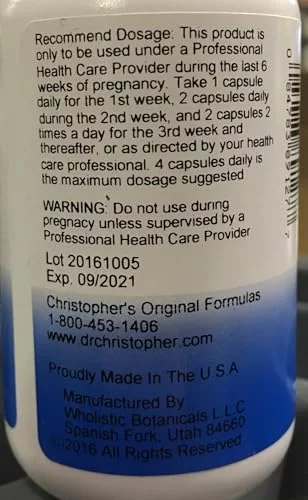 Recommend Dosage: This product is
only to be used under a Professional
Health Care Provider during the last 6
weeks of pregnancy. Take 1 capsule
daily for the 1st week, 2 capsules daily
during the 2nd week, and 2 capsules 2
times a day for the 3rd week and
thereafter, or as directed by your health
care professional. 4 capsules daily is
the maximum dosage suggested
WARNING: Do not use during
pregnancy unless supervised by a
Professional Health Care Provider
Lot 20161005
Exp. 09/2021
Christopher's Original Formulas
1-800-453-1406
www.drchristopher.com
Proudly Made In The U.S.A
Manufactured By
Wholistic Botanicals L.L.C
Spanish Fork, Utah 84660
©2016 All Rights Reserved